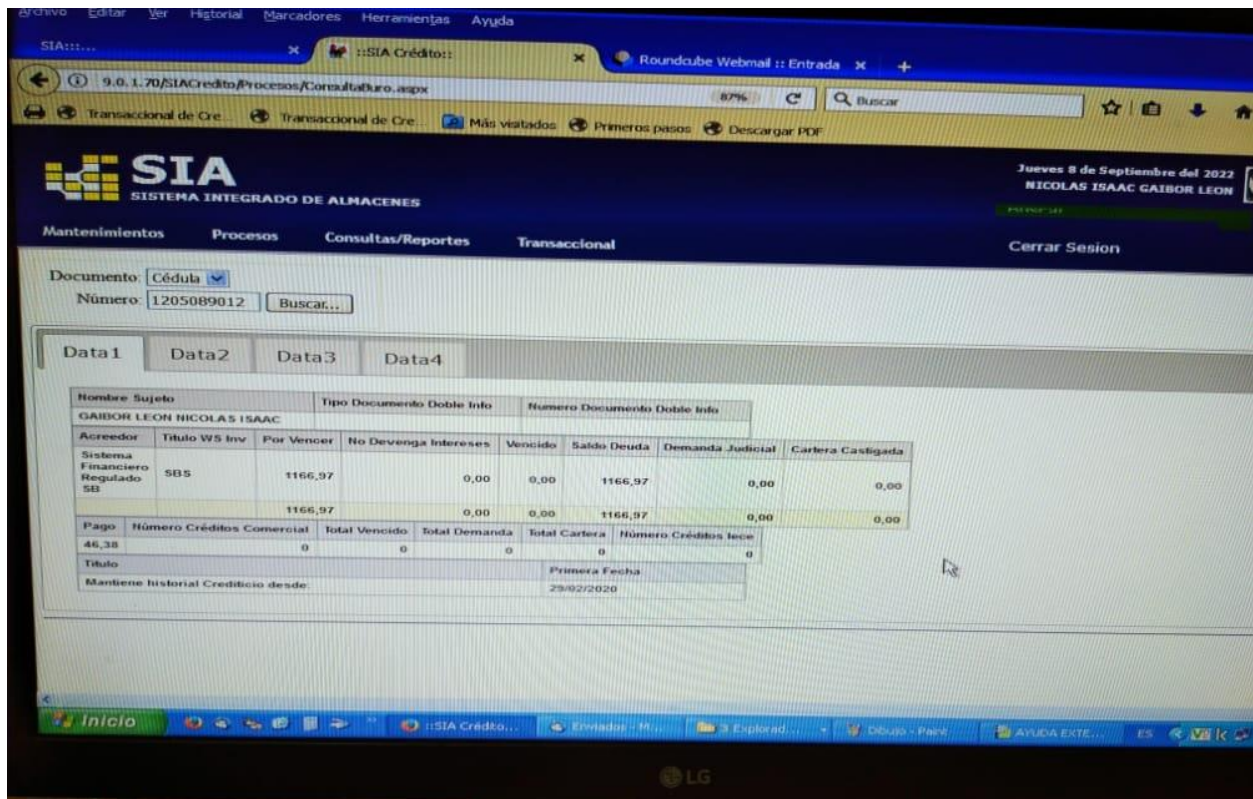 Archivo Editar Ver Historial Marcadores Herramientas Ayuda
SIA:::... × ::SIA Crédito:: × Roundcube Webmail :: Entrada × +
9.0.1.70/SIACredito/Procesos/ConsultaBuro.aspx 87% Buscar
Transaccional de Cre... Transaccional de Cre... Más visitados Primeros pasos Descargar PDF
SIA
SISTEMA INTEGRADO DE ALMACENES
Jueves 8 de Septiembre del 2022
NICOLAS ISAAC GAIBOR LEON
Mantenimientos Procesos Consultas/Reportes Transaccional Cerrar Sesion
Documento: Cédula
Número: 1205089012 Buscar...
Data1 Data2 Data3 Data4
Nombre Sujeto Tipo Documento Doble Info Numero Documento Doble Info
GAIBOR LEON NICOLAS ISAAC
Acreedor Titulo WS Inv Por Vencer No Devenga Intereses Vencido Saldo Deuda Demanda Judicial Cartera Castigada
Sistema
Financiero
Regulado
SB
SBS 1166,97 0,00 0,00 1166,97 0,00 0,00
1166,97 0,00 0,00 1166,97 0,00 0,00
Pago Número Créditos Comercial Total Vencido Total Demanda Total Cartera Número Créditos Iece
46,38 0 0 0 0 0
Titulo Primera Fecha
Mantiene historial Crediticio desde: 29/02/2020
Inicio ::SIA Crédito... Enviados - M... 3 Explorad... Dibujo - Paint AYUDA EXTE... ES
LG